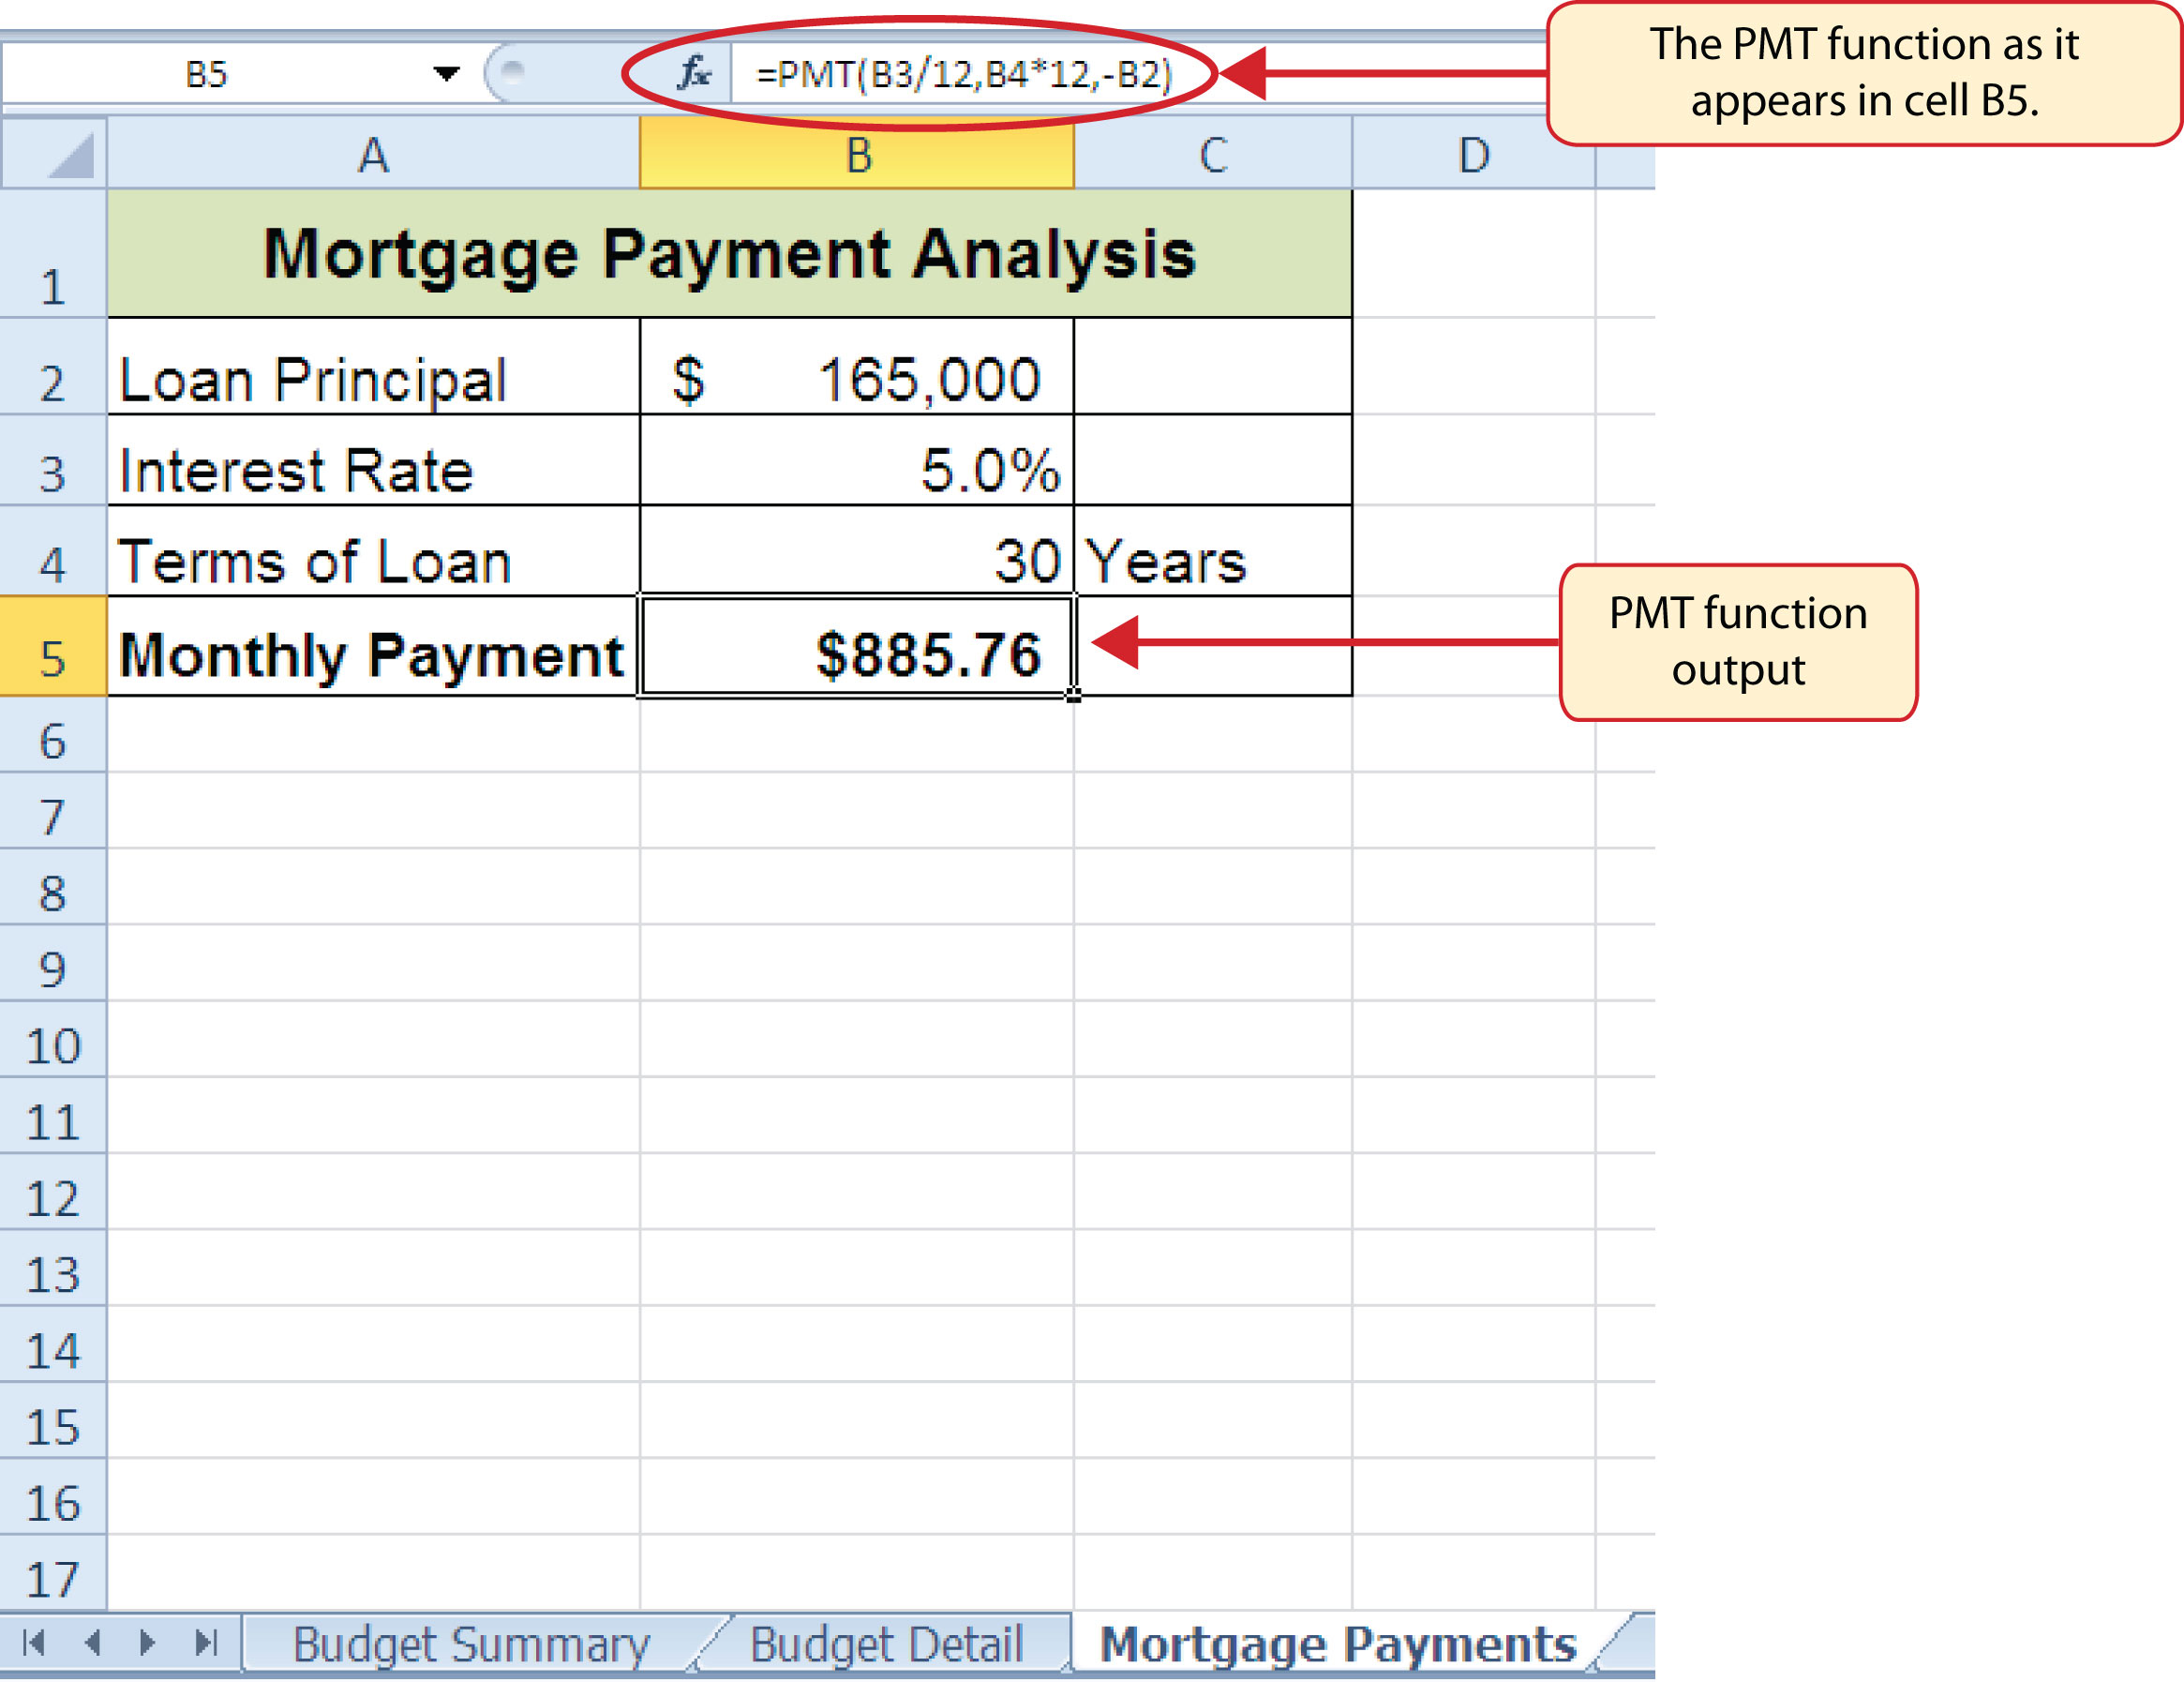 B5 fx =PMT(B3/12,B4*12,-B2)
The PMT function as it
appears in cell B5.
A B C D
1 Mortgage Payment Analysis
2 Loan Principal $ 165,000
3 Interest Rate 5.0%
4 Terms of Loan 30 Years
5 Monthly Payment $885.76
PMT function
output
6
7
8
9
10
11
12
13
14
15
16
17
Budget Summary Budget Detail Mortgage Payments